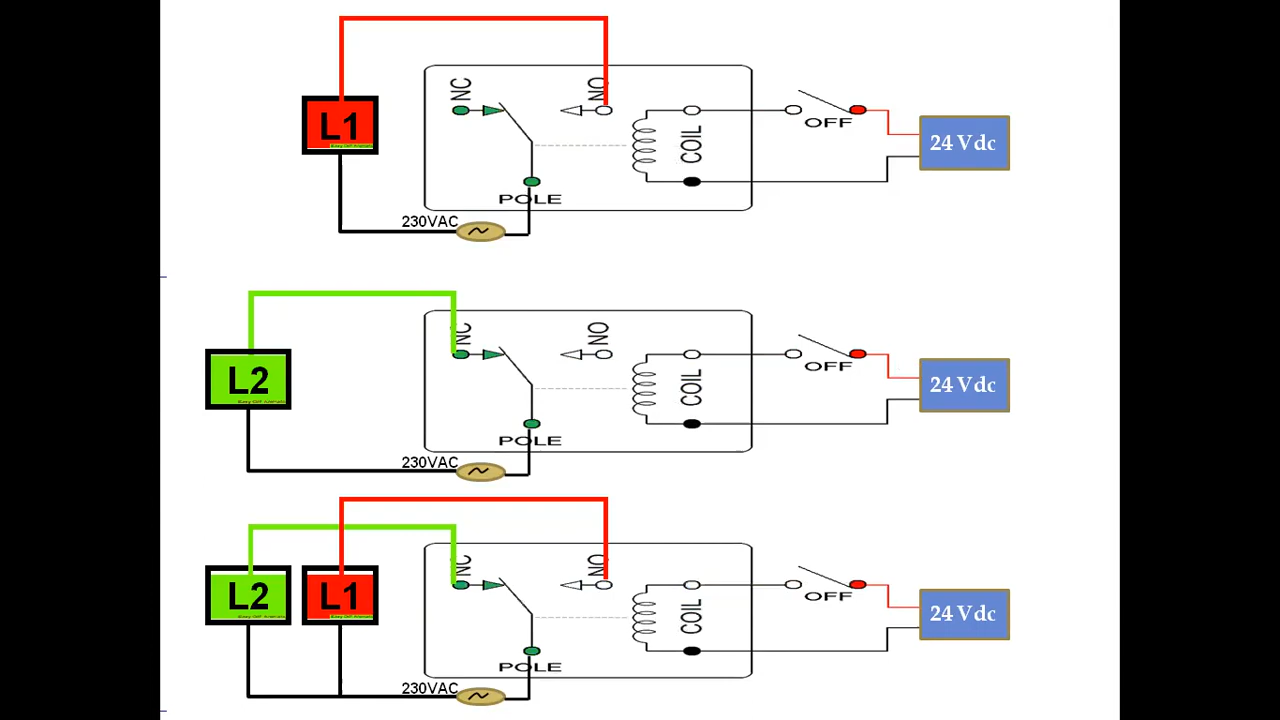 NC
NO
L1
COIL
OFF
24 Vdc
POLE
230VAC
NC
NO
L2
COIL
OFF
24 Vdc
POLE
230VAC
NC
NO
L2
L1
COIL
OFF
24 Vdc
POLE
230VAC